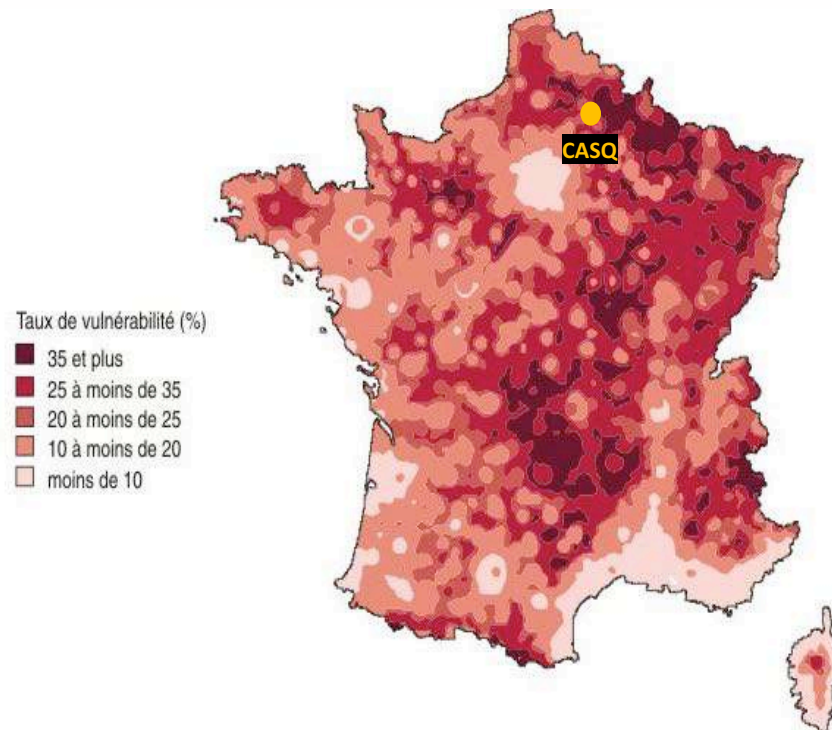 CASQ
Taux de vulnérabilité (%)
35 et plus
25 à moins de 35
20 à moins de 25
10 à moins de 20
moins de 10